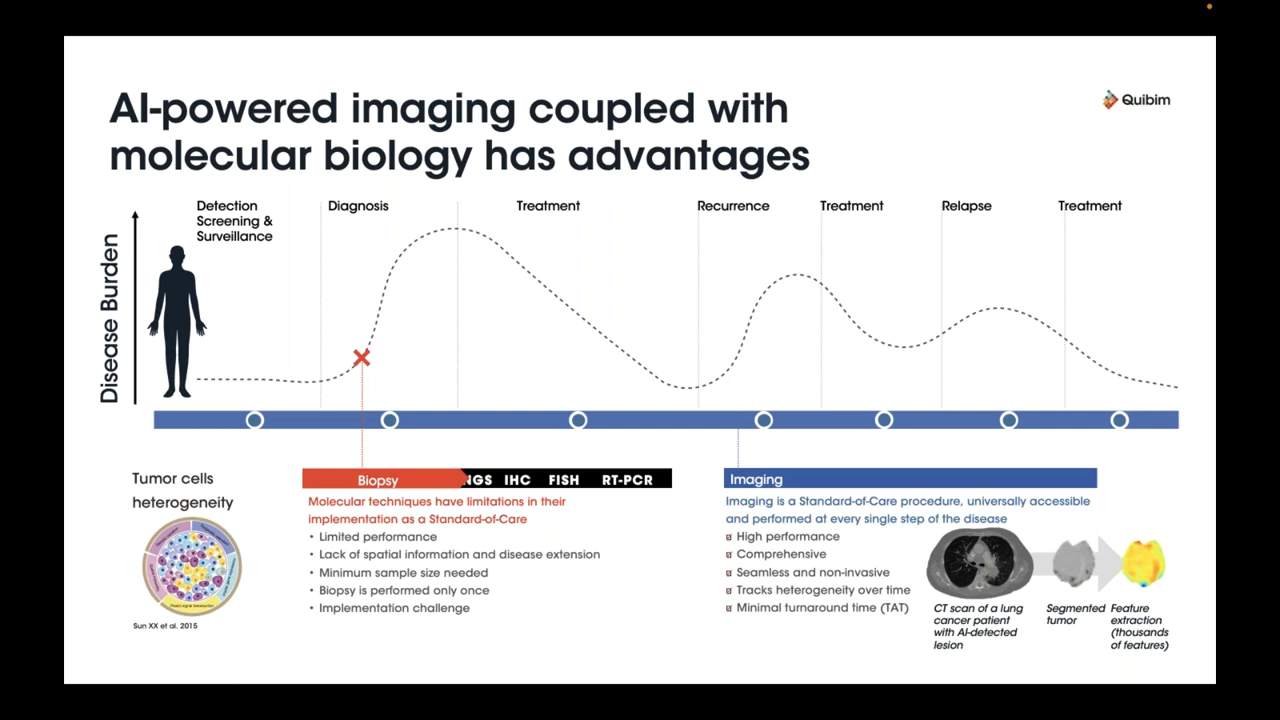 AI-powered imaging coupled with
molecular biology has advantages
Quibim
Detection
Screening &
Surveillance
Diagnosis
Treatment
Recurrence
Treatment
Relapse
Treatment
Disease Burden
Tumor cells
heterogeneity
Sun XX et al. 2015
Biopsy
NGS IHC FISH RT-PCR
Molecular techniques have limitations in their
implementation as a Standard-of-Care
• Limited performance
• Lack of spatial information and disease extension
• Minimum sample size needed
• Biopsy is performed only once
• Implementation challenge
Imaging
Imaging is a Standard-of-Care procedure, universally accessible
and performed at every single step of the disease
High performance
Comprehensive
Seamless and non-invasive
Tracks heterogeneity over time
Minimal turnaround time (TAT)
CT scan of a lung
cancer patient
with AI-detected
lesion
Segmented
tumor
Feature
extraction
(thousands
of features)